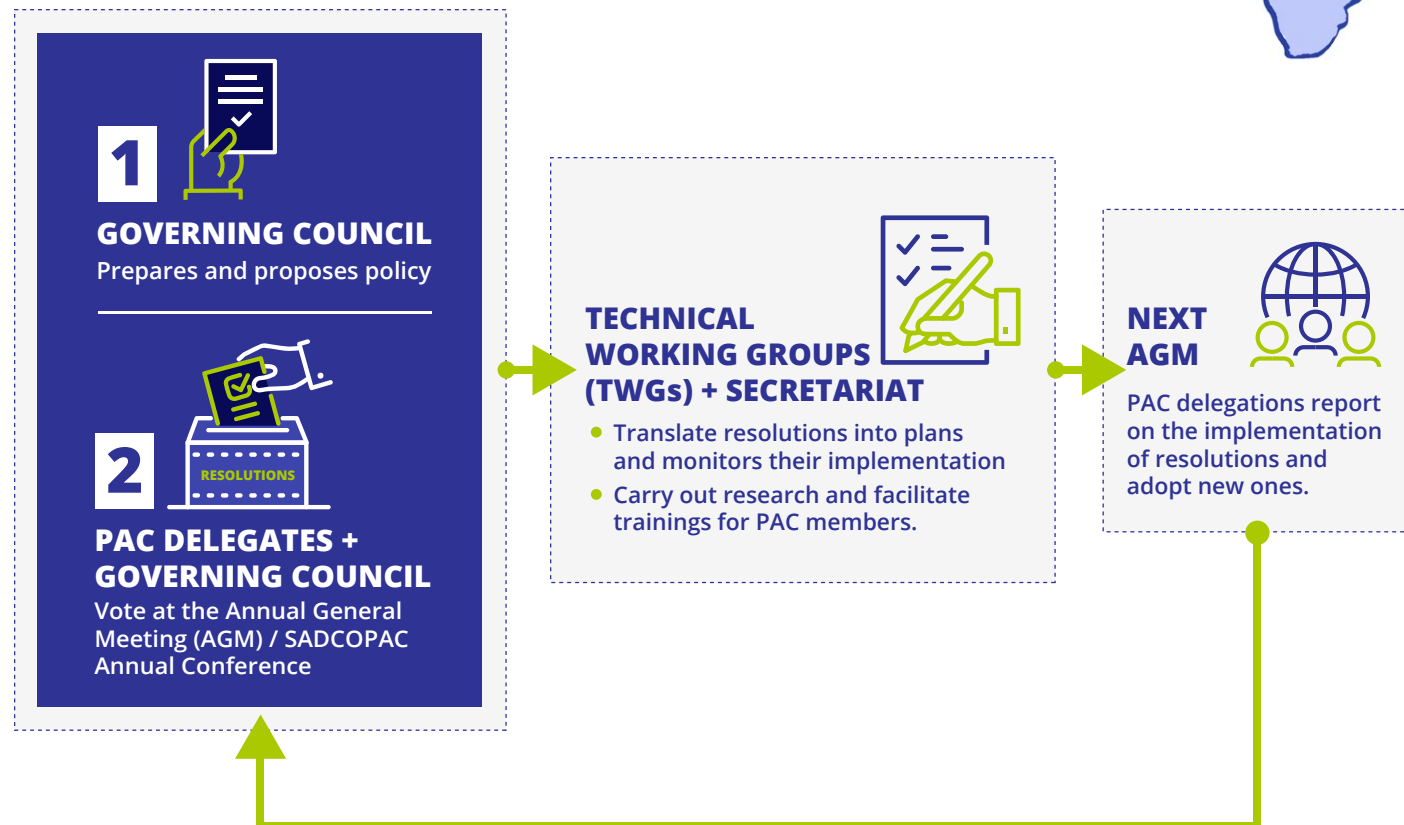 1
GOVERNING COUNCIL
Prepares and proposes policy
RESOLUTIONS
2
PAC DELEGATES +
GOVERNING COUNCIL
Vote at the Annual General
Meeting (AGM) / SADCOPAC
Annual Conference
TECHNICAL
WORKING GROUPS
(TWGs) + SECRETARIAT
• Translate resolutions into plans
and monitors their implementation
• Carry out research and facilitate
trainings for PAC members.
NEXT
AGM
PAC delegations report
on the implementation
of resolutions and
adopt new ones.